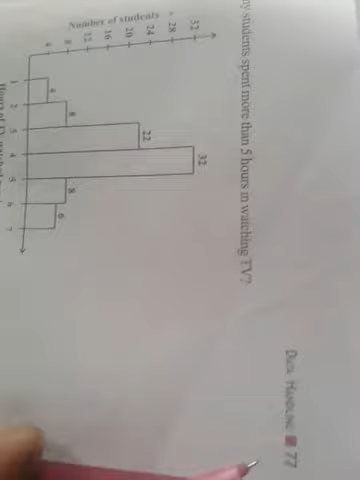 DATA HANDLING 77
students spent more than 5 hours in watching TV?
Number of students
32
28
24
20
16
12
8
4
4
8
22
32
8
6
1 2 3 4 5 6 7
Hours of TV watched